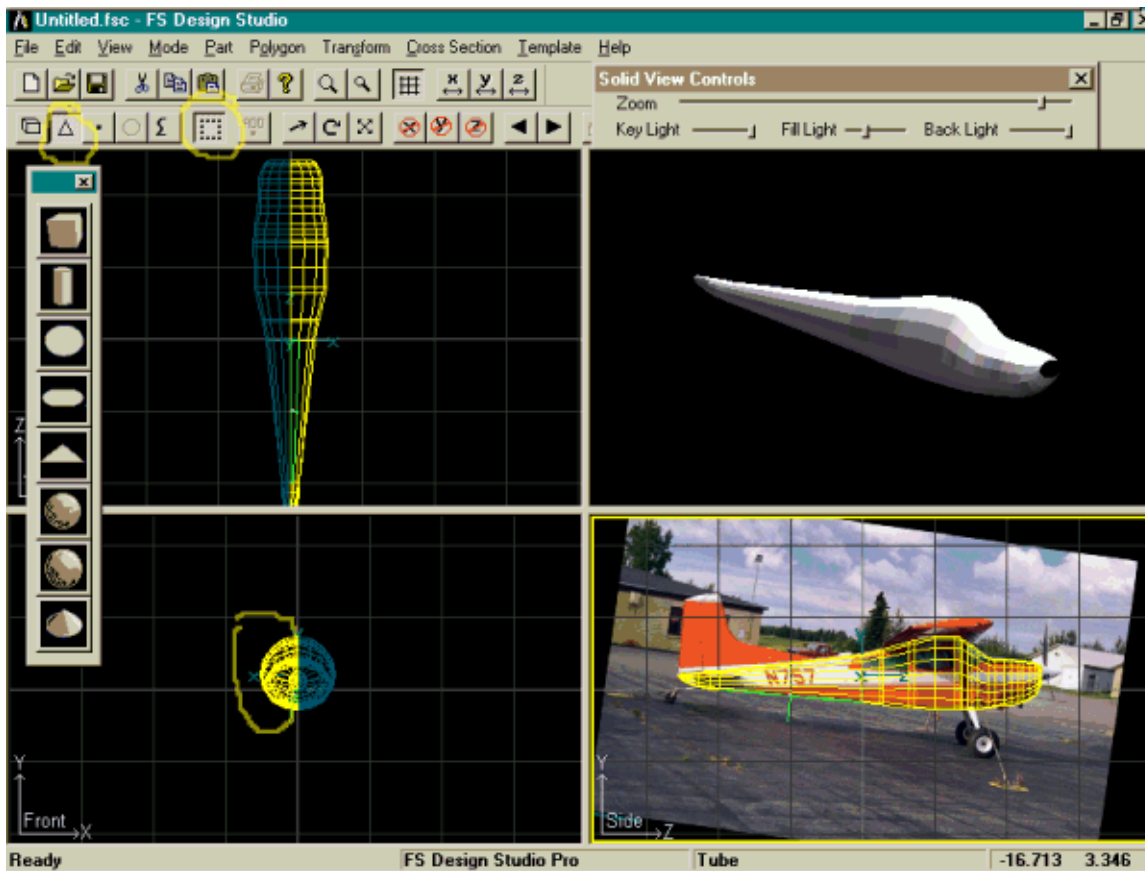 Untitled.fsc - FS Design Studio
File Edit View Mode Part Polygon Transform Cross Section Template Help
x y z
Solid View Controls
Zoom
Key Light Fill Light Back Light
x y z
Z
Y
X
N757
Y
X
Z
Y
Front
X
Y
Side
Z
Ready FS Design Studio Pro Tube -16.713 3.346